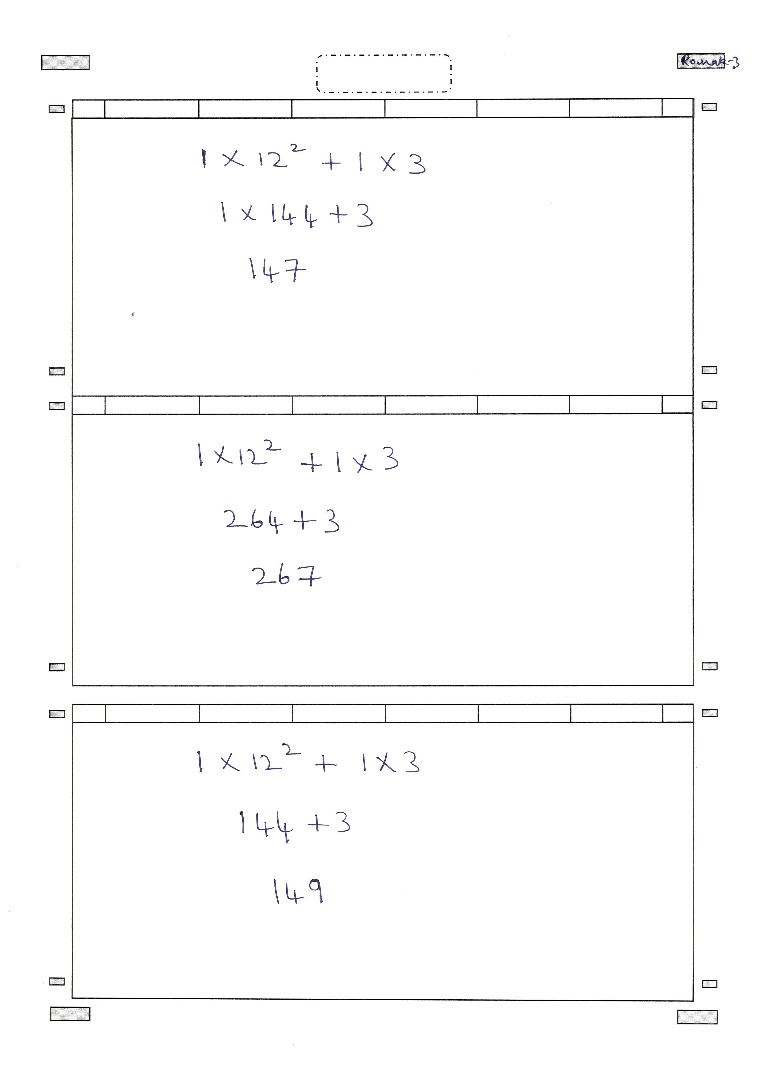 1 × 12² + 1 × 3
1 × 144 + 3
147
1 × 12² + 1 × 3
264 + 3
267
1 × 12² + 1 × 3
144 + 3
149